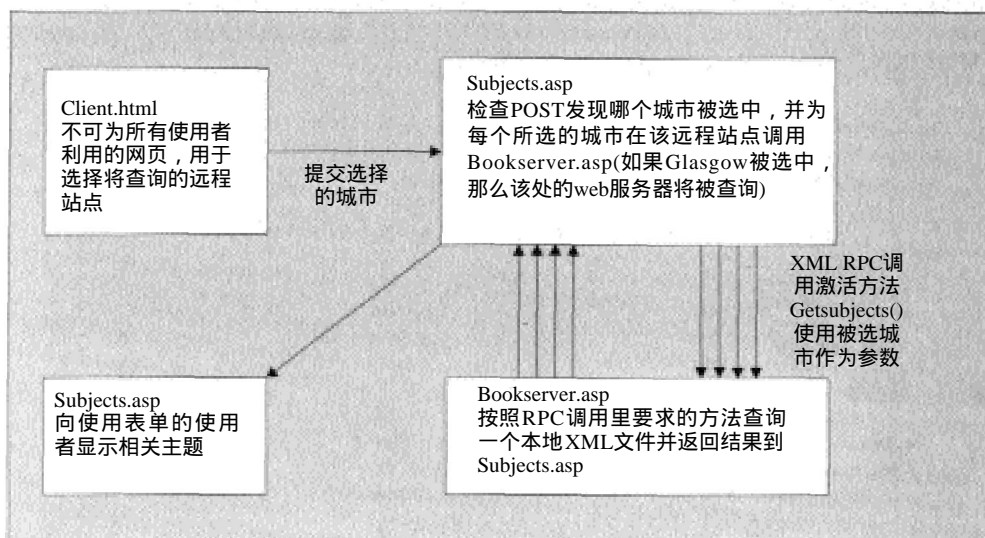 Client.html
不可为所有使用者
利用的网页，用于
选择将查询的远程
站点
提交选择
的城市
Subjects.asp
检查POST发现哪个城市被选中，并为
每个所选的城市在该远程站点调用
Bookserver.asp(如果Glasgow被选中，
那么该处的web服务器将被查询)
XML RPC调
用激活方法
Getsubjects()
使用被选城
市作为参数
Subjects.asp
向使用表单的使用
者显示相关主题
Bookserver.asp
按照RPC调用里要求的方法查询
一个本地XML文件并返回结果到
Subjects.asp